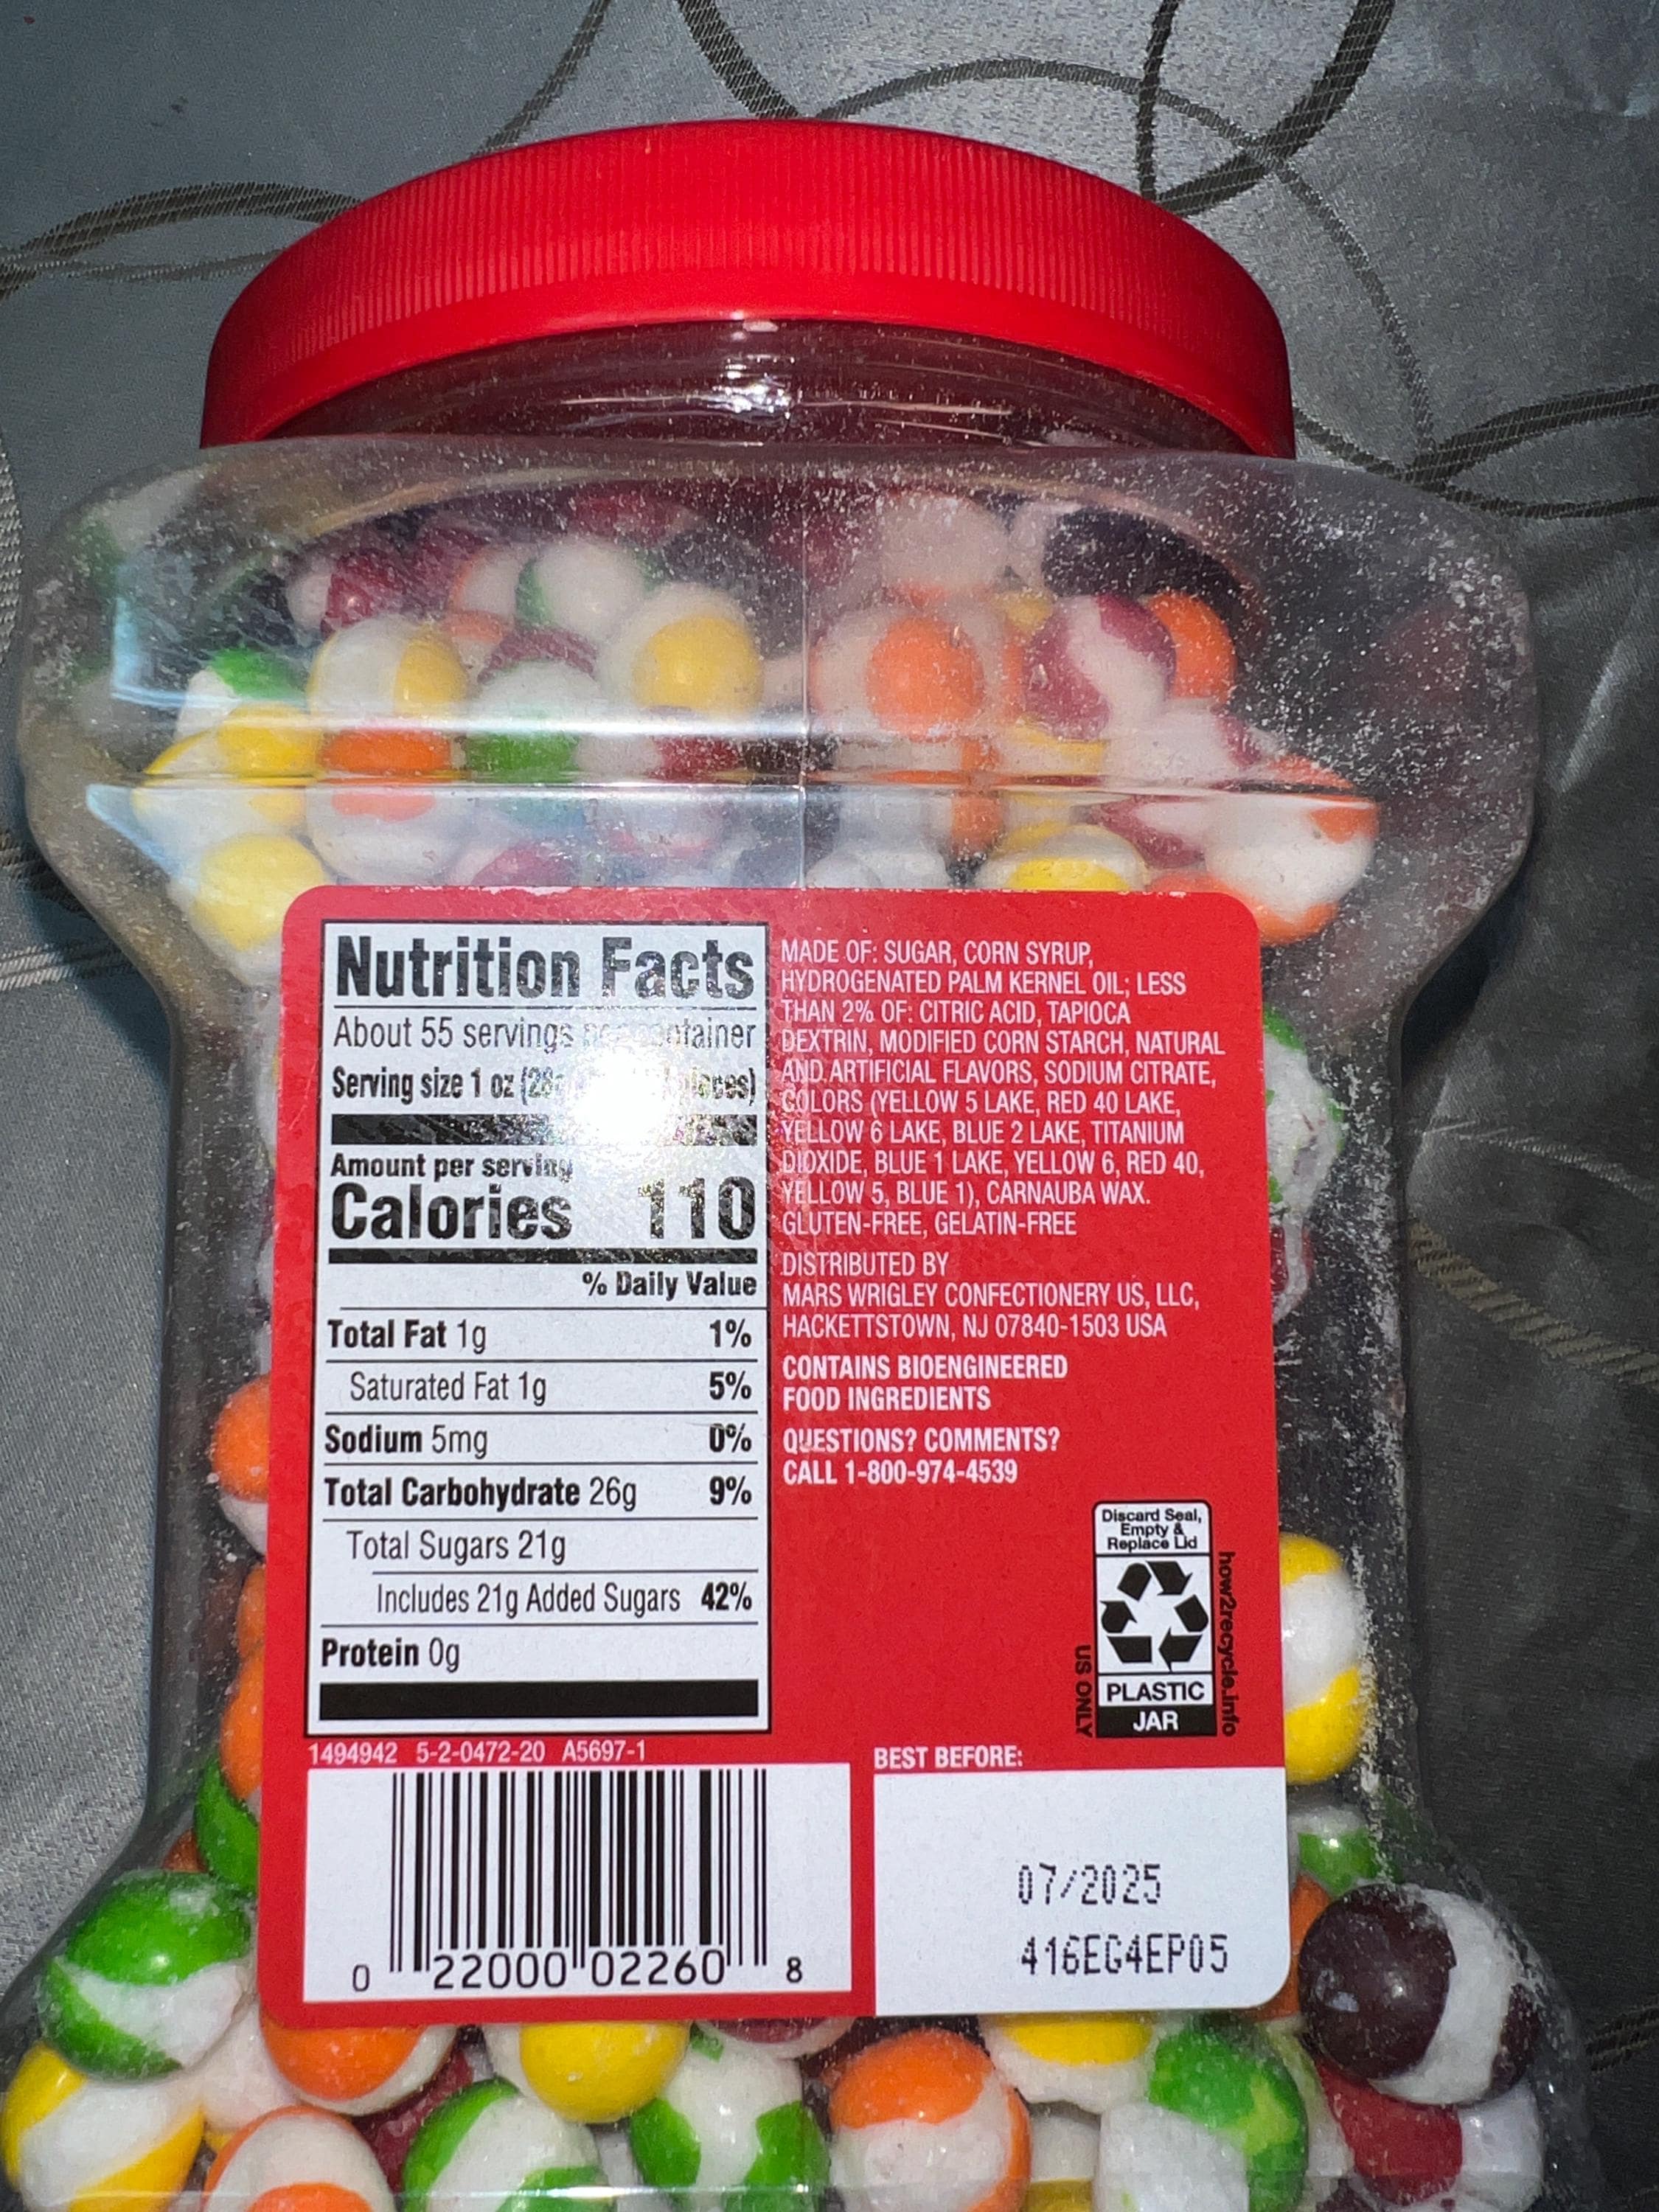 Nutrition Facts
About 55 servings container
Serving size 1 oz
Amount per serving
Calories 110
% Daily Value
Total Fat 1g 1%
Saturated Fat 1g 5%
Sodium 5mg 0%
Total Carbohydrate 26g 9%
Total Sugars 21g
Includes 21g Added Sugars 42%
Protein 0g
MADE OF: SUGAR, CORN SYRUP,
HYDROGENATED PALM KERNEL OIL; LESS
THAN 2% OF: CITRIC ACID, TAPIOCA
DEXTRIN, MODIFIED CORN STARCH, NATURAL
AND ARTIFICIAL FLAVORS, SODIUM CITRATE,
COLORS (YELLOW 5 LAKE, RED 40 LAKE,
YELLOW 6 LAKE, BLUE 2 LAKE, TITANIUM
DIOXIDE, BLUE 1 LAKE, YELLOW 6, RED 40,
YELLOW 5, BLUE 1), CARNAUBA WAX.
GLUTEN-FREE, GELATIN-FREE
DISTRIBUTED BY
MARS WRIGLEY CONFECTIONERY US, LLC,
HACKETTSTOWN, NJ 07840-1503 USA
CONTAINS BIOENGINEERED
FOOD INGREDIENTS
QUESTIONS? COMMENTS?
CALL 1-800-974-4539
Discard Seal,
Empty &
Replace Lid
PLASTIC
JAR
US ONLY
how2recycle.info
1494942 5-2-0472-20 A5697-1
0 22000 02260 8
BEST BEFORE:
07/2025
416EG4EP05